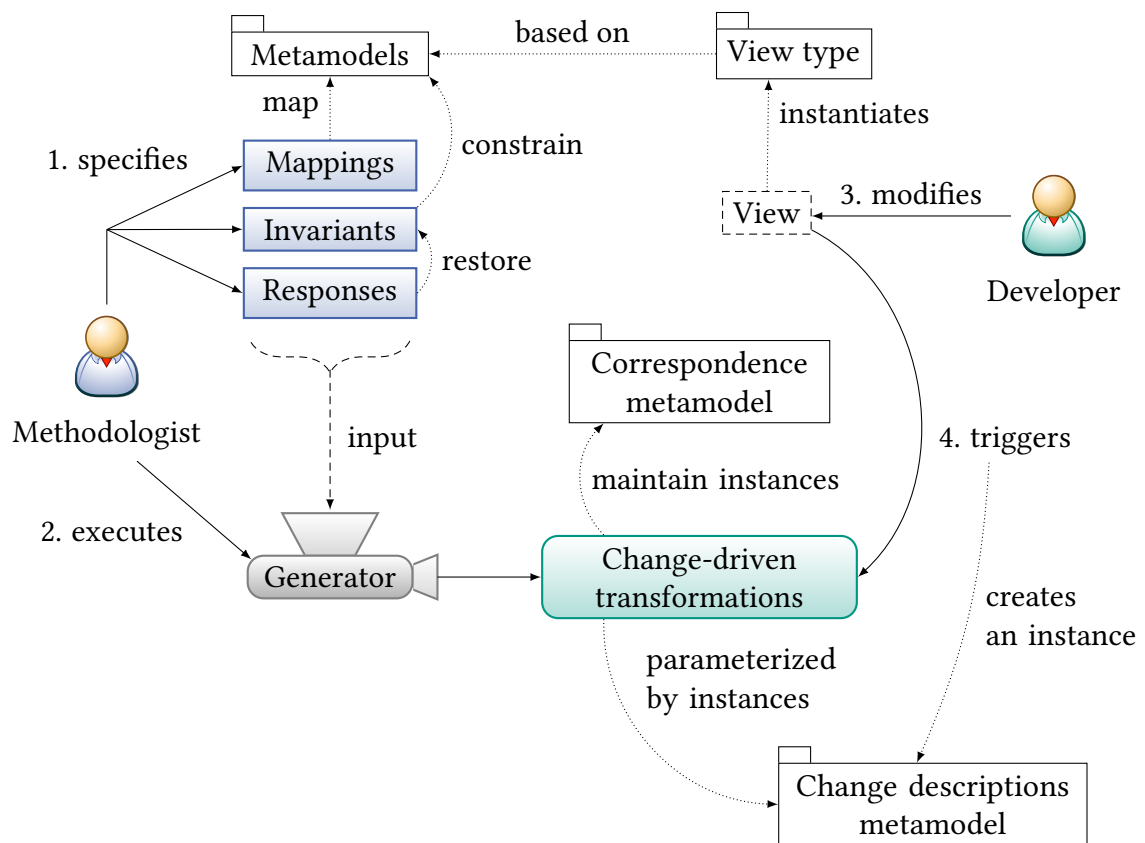 based on
Metamodels
View type
map
instantiates
1. specifies
Mappings
constrain
3. modifies
View
Invariants
restore
Responses
Developer
Correspondence
metamodel
Methodologist
input
4. triggers
maintain instances
2. executes
Generator
Change-driven
transformations
creates
an instance
parameterized
by instances
Change descriptions
metamodel